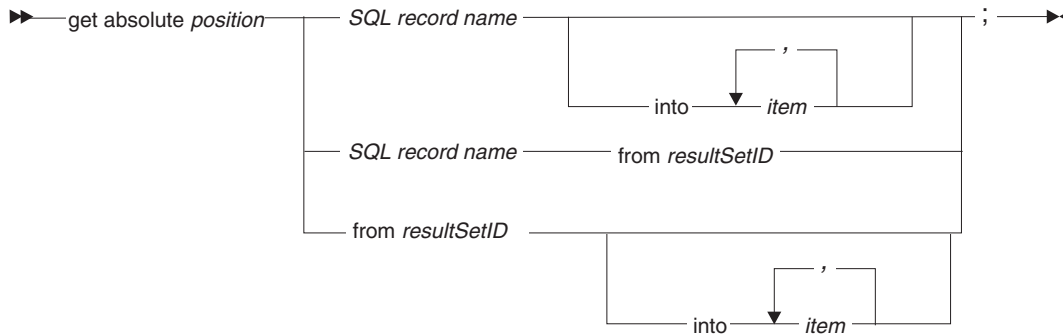 get absolute position SQL record name ;
,
into item
SQL record name from resultSetID
from resultSetID
,
into item